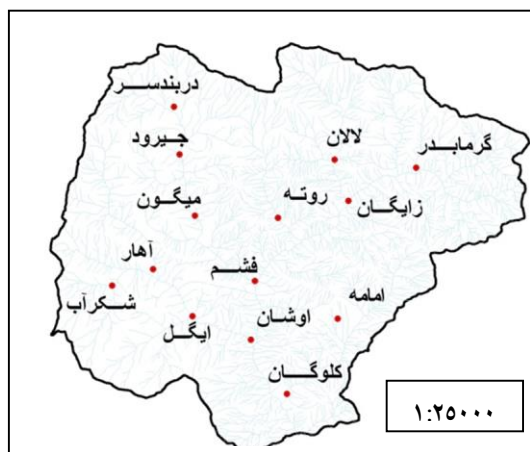 دربندسر
جیرود
لالان
گرمابدر
میگون
روته
زایگان
آهار
فشم
شکرآب
ایگل
اوشان
امامه
کلوگان
۱:۲۵۰۰۰